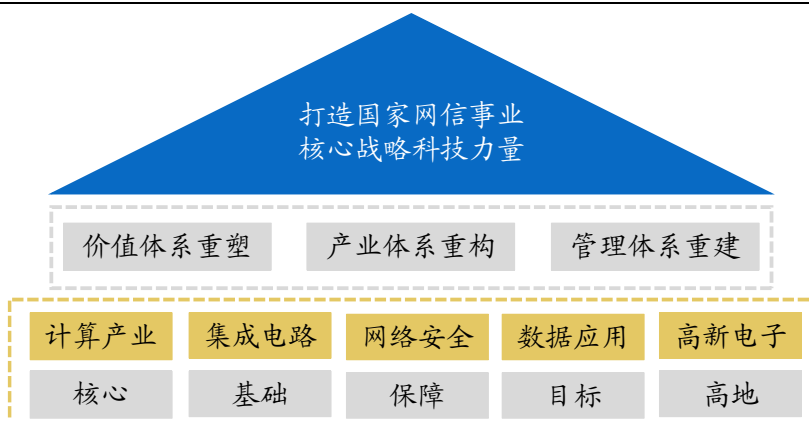 打造国家网信事业
核心战略科技力量
价值体系重塑 产业体系重构 管理体系重建
计算产业 集成电路 网络安全 数据应用 高新电子
核心 基础 保障 目标 高地